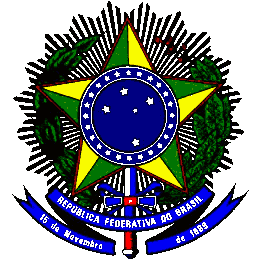 REPÚBLICA FEDERATIVA DO BRASIL
15 de Novembro
de 1889